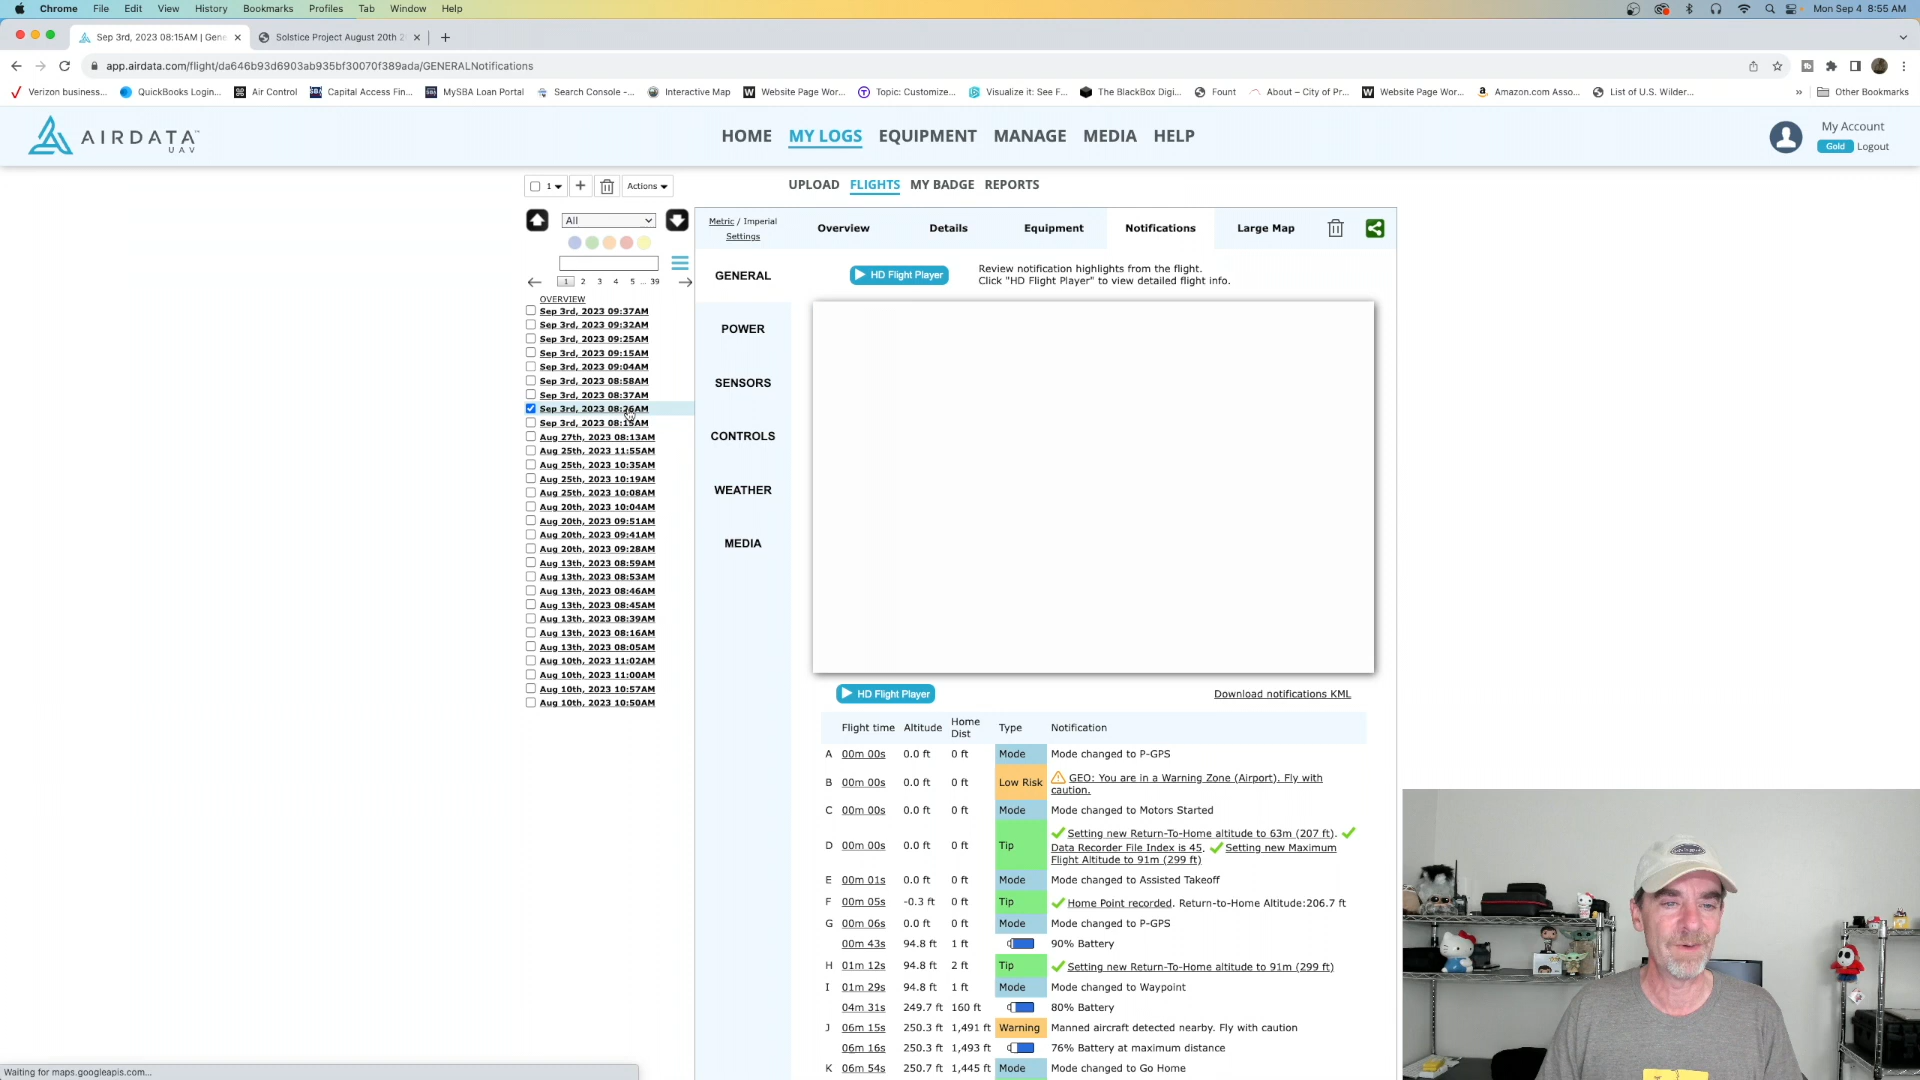 Chrome File Edit View History Bookmarks Profiles Tab Window Help Mon Sep 4 8:55 AM
Sep 3rd, 2023 08:15AM | Gene Solstice Project August 20th 2
app.airdata.com/flight/da646b93d6903ab935bf30070f389ada/GENERALNotifications
Verizon business... QuickBooks Login... Air Control Capital Access Fin... MySBA Loan Portal Search Console -... Interactive Map Website Page Wor... Topic: Customize... Visualize it: See F... The BlackBox Digi... Fount About – City of Pr... Website Page Wor... Amazon.com Asso... List of U.S. Wilder... » Other Bookmarks
AIRDATA UAV
HOME MY LOGS EQUIPMENT MANAGE MEDIA HELP
My Account
Gold Logout
1 Actions
UPLOAD FLIGHTS MY BADGE REPORTS
All
1 2 3 4 5 ... 39
OVERVIEW
Sep 3rd, 2023 09:37AM
Sep 3rd, 2023 09:32AM
Sep 3rd, 2023 09:25AM
Sep 3rd, 2023 09:15AM
Sep 3rd, 2023 09:04AM
Sep 3rd, 2023 08:58AM
Sep 3rd, 2023 08:37AM
Sep 3rd, 2023 08:26AM
Sep 3rd, 2023 08:15AM
Aug 27th, 2023 08:13AM
Aug 25th, 2023 11:55AM
Aug 25th, 2023 10:35AM
Aug 25th, 2023 10:19AM
Aug 25th, 2023 10:08AM
Aug 20th, 2023 10:04AM
Aug 20th, 2023 09:51AM
Aug 20th, 2023 09:41AM
Aug 20th, 2023 09:28AM
Aug 13th, 2023 08:59AM
Aug 13th, 2023 08:53AM
Aug 13th, 2023 08:46AM
Aug 13th, 2023 08:45AM
Aug 13th, 2023 08:39AM
Aug 13th, 2023 08:16AM
Aug 13th, 2023 08:05AM
Aug 10th, 2023 11:02AM
Aug 10th, 2023 11:00AM
Aug 10th, 2023 10:57AM
Aug 10th, 2023 10:50AM
Metric / Imperial
Settings
Overview Details Equipment Notifications Large Map
GENERAL
POWER
SENSORS
CONTROLS
WEATHER
MEDIA
HD Flight Player
Review notification highlights from the flight.
Click "HD Flight Player" to view detailed flight info.
HD Flight Player Download notifications KML
Flight time Altitude Home Dist Type Notification
A 00m 00s 0.0 ft 0 ft Mode Mode changed to P-GPS
B 00m 00s 0.0 ft 0 ft Low Risk GEO: You are in a Warning Zone (Airport). Fly with
caution.
C 00m 00s 0.0 ft 0 ft Mode Mode changed to Motors Started
D 00m 00s 0.0 ft 0 ft Tip Setting new Return-To-Home altitude to 63m (207 ft).
Data Recorder File Index is 45. Setting new Maximum
Flight Altitude to 91m (299 ft)
E 00m 01s 0.0 ft 0 ft Mode Mode changed to Assisted Takeoff
F 00m 05s -0.3 ft 0 ft Tip Home Point recorded. Return-to-Home Altitude:206.7 ft
G 00m 06s 0.0 ft 0 ft Mode Mode changed to P-GPS
00m 43s 94.8 ft 1 ft 90% Battery
H 01m 12s 94.8 ft 2 ft Tip Setting new Return-To-Home altitude to 91m (299 ft)
I 01m 29s 94.8 ft 1 ft Mode Mode changed to Waypoint
04m 31s 249.7 ft 160 ft 80% Battery
J 06m 15s 250.3 ft 1,491 ft Warning Manned aircraft detected nearby. Fly with caution
06m 16s 250.3 ft 1,493 ft 76% Battery at maximum distance
K 06m 54s 250.7 ft 1,445 ft Mode Mode changed to Go Home
Waiting for maps.googleapis.com...